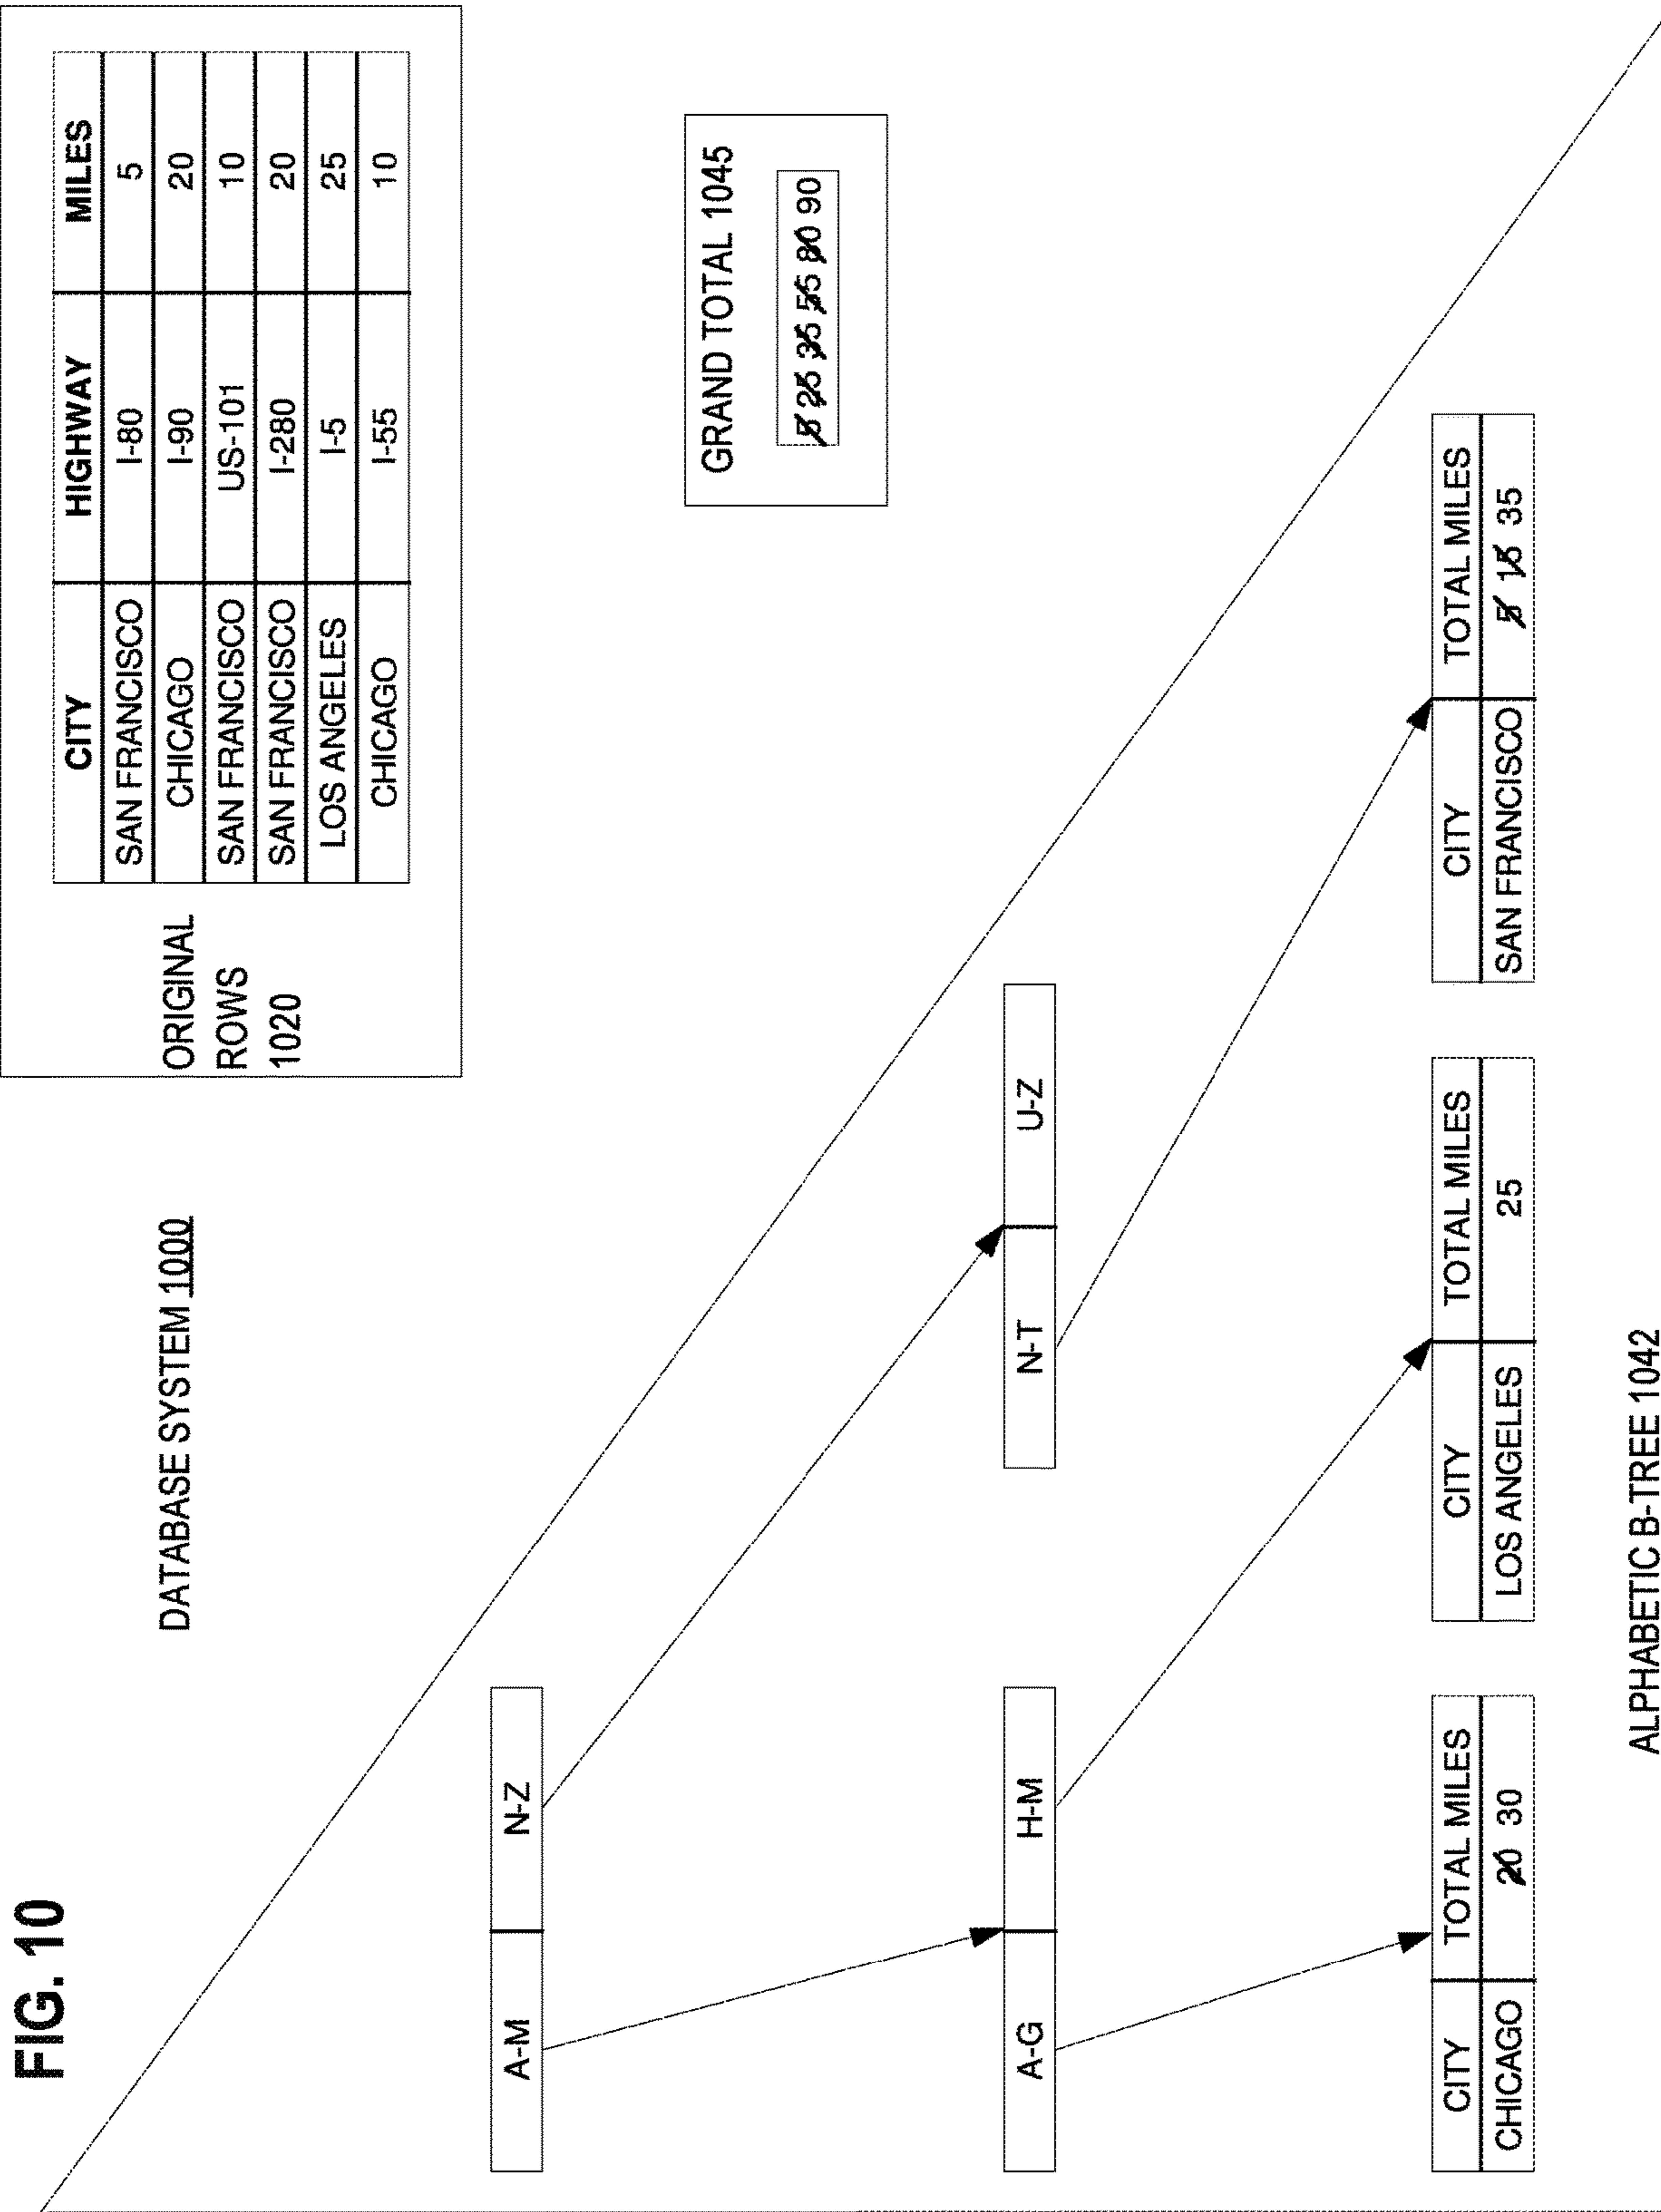 FIG. 10
DATABASE SYSTEM 1000
ORIGINAL
ROWS
1020
CITY HIGHWAY MILES
SAN FRANCISCO I-80 5
CHICAGO I-90 20
SAN FRANCISCO US-101 10
SAN FRANCISCO I-280 20
LOS ANGELES I-5 25
CHICAGO I-55 10
GRAND TOTAL 1045
5 25 35 55 80 90
A-M N-Z
A-G H-M N-T U-Z
CITY TOTAL MILES
CHICAGO 20 30
CITY TOTAL MILES
LOS ANGELES 25
CITY TOTAL MILES
SAN FRANCISCO 5 15 35
ALPHABETIC B-TREE 1042